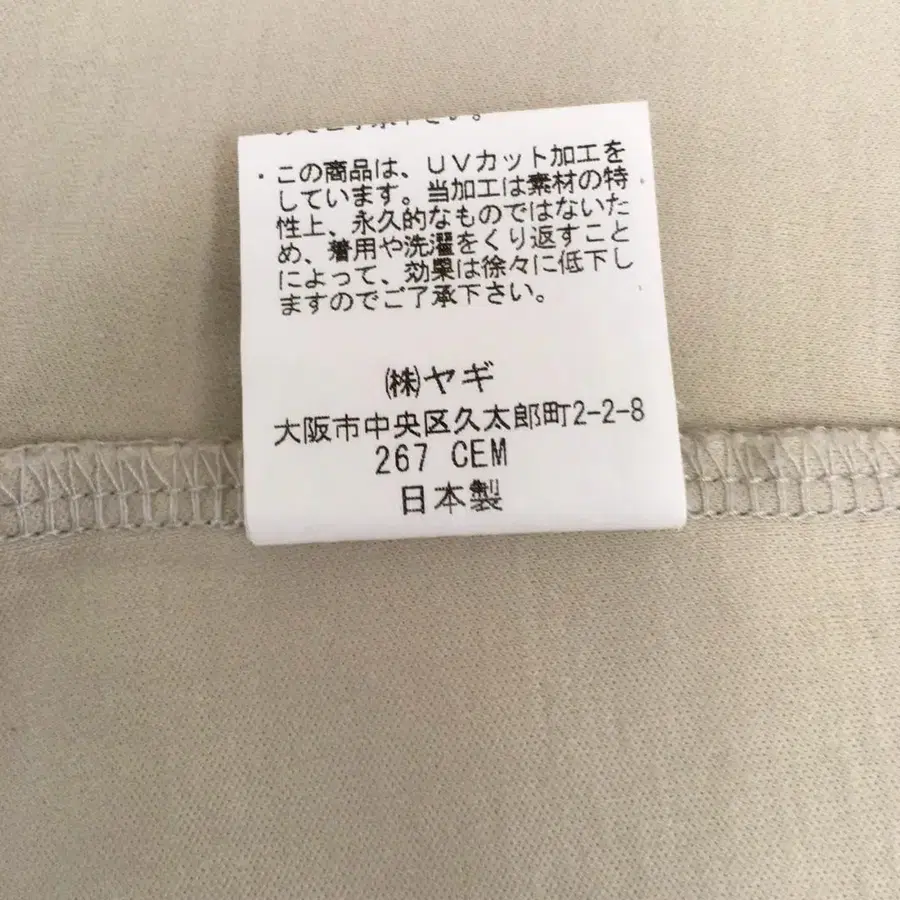 ご了承下さい。
・この商品は、UVカット加工を
しています。当加工は素材の特
性上、永久的なものではないた
め、着用や洗濯をくり返すこと
によって、効果は徐々に低下し
ますのでご了承下さい。
㈱ヤギ
大阪市中央区久太郎町2-2-8
267 CEM
日本製